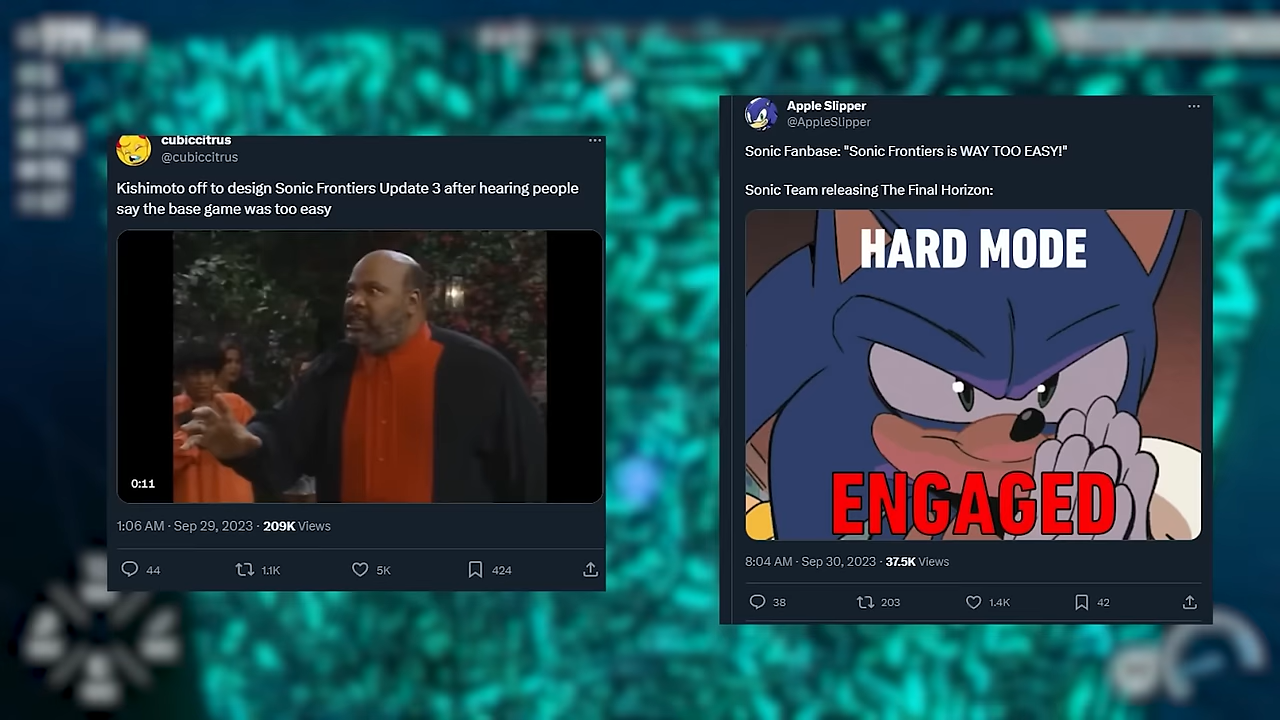 cubiccitrus
@cubiccitrus
Kishimoto off to design Sonic Frontiers Update 3 after hearing people
say the base game was too easy
0:11
1:06 AM · Sep 29, 2023 · 209K Views
44
1.1K
5K
424
Apple Slipper
@AppleSlipper
Sonic Fanbase: "Sonic Frontiers is WAY TOO EASY!"
Sonic Team releasing The Final Horizon:
HARD MODE
ENGAGED
8:04 AM · Sep 30, 2023 · 37.5K Views
38
203
1.4K
42